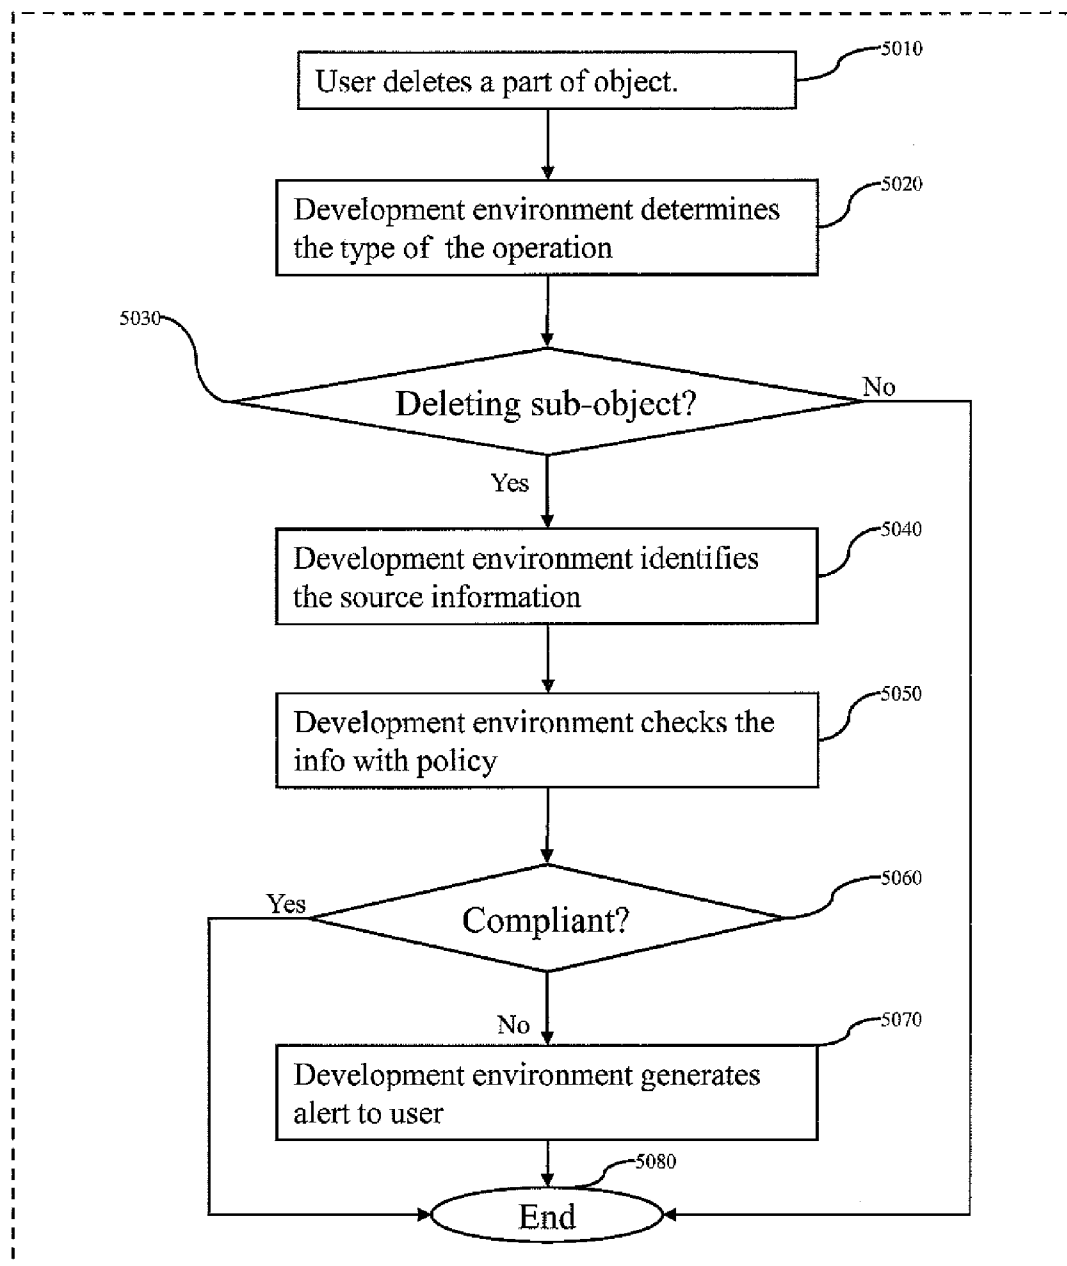 5010
User deletes a part of object.
5020
Development environment determines
the type of the operation
5030
Deleting sub-object?
No
Yes
5040
Development environment identifies
the source information
5050
Development environment checks the
info with policy
5060
Yes
Compliant?
No
5070
Development environment generates
alert to user
5080
End